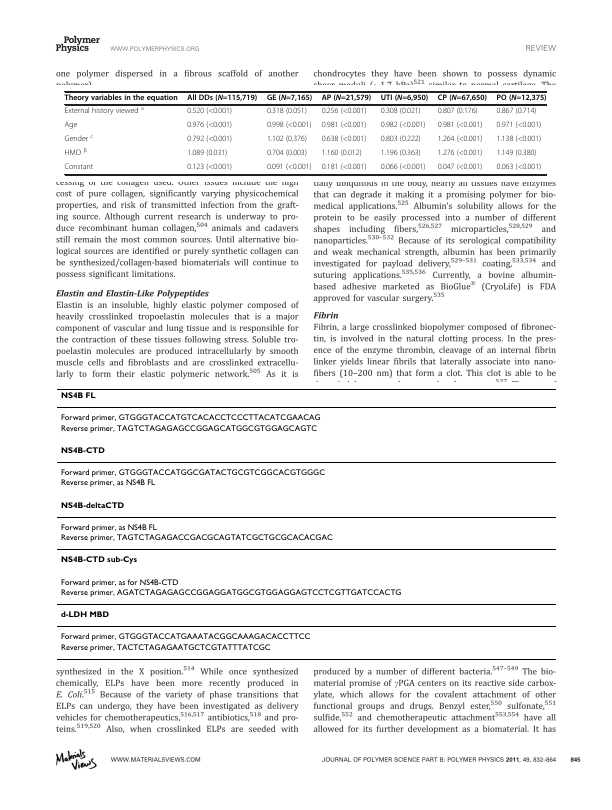 Polymer
Physics
WWW.POLYMERPHYSICS.ORG
REVIEW
one polymer dispersed in a fibrous scaffold of another
chondrocytes they have been shown to possess dynamic
Theory variables in the equation All DDs (N=115,719) GE (N=7,165) AP (N=21,579) UTI (N=6,950) CP (N=67,650) PO (N=12,375)
External history viewed a 0.520 (<0.001) 0.318 (0.051) 0.256 (<0.001) 0.308 (0.021) 0.807 (0.176) 0.867 (0.714)
Age 0.976 (<0.001) 0.998 (<0.001) 0.981 (<0.001) 0.982 (<0.001) 0.981 (<0.001) 0.971 (<0.001)
Gender c 0.792 (<0.001) 1.102 (0.376) 0.638 (<0.001) 0.803 (0.222) 1.264 (<0.001) 1.138 (<0.001)
HMO β 1.089 (0.031) 0.704 (0.003) 1.160 (0.012) 1.196 (0.363) 1.276 (<0.001) 1.149 (0.380)
Constant 0.123 (<0.001) 0.091 (<0.001) 0.181 (<0.001) 0.066 (<0.001) 0.047 (<0.001) 0.063 (<0.001)
cessing of the collagen used. Other issues include the high
cost of pure collagen, significantly varying physicochemical
properties, and risk of transmitted infection from the graft-
ing source. Although current research is underway to pro-
duce recombinant human collagen,504 animals and cadavers
still remain the most common sources. Until alternative bio-
logical sources are identified or purely synthetic collagen can
be synthesized/collagen-based biomaterials will continue to
possess significant limitations.
Elastin and Elastin-Like Polypeptides
Elastin is an insoluble, highly elastic polymer composed of
heavily crosslinked tropoelastin molecules that is a major
component of vascular and lung tissue and is responsible for
the contraction of these tissues following stress. Soluble tro-
poelastin molecules are produced intracellularly by smooth
muscle cells and fibroblasts and are crosslinked extracellu-
larly to form their elastic polymeric network.505 As it is
tially ubiquitous in the body, nearly all tissues have enzymes
that can degrade it making it a promising polymer for bio-
medical applications.525 Albumin's solubility allows for the
protein to be easily processed into a number of different
shapes including fibers,526,527 microparticles,528,529 and
nanoparticles.530–532 Because of its serological compatibility
and weak mechanical strength, albumin has been primarily
investigated for payload delivery,529–531 coating,533,534 and
suturing applications.535,536 Currently, a bovine albumin-
based adhesive marketed as BioGlue® (CryoLife) is FDA
approved for vascular surgery.535
Fibrin
Fibrin, a large crosslinked biopolymer composed of fibronec-
tin, is involved in the natural clotting process. In the pres-
ence of the enzyme thrombin, cleavage of an internal fibrin
linker yields linear fibrils that laterally associate into nano-
fibers (10–200 nm) that form a clot. This clot is able to be
NS4B FL
Forward primer, GTGGGTACCATGTCACACCTCCCTTACATCGAACAG
Reverse primer, TAGTCTAGAGAGCCGGAGCATGGCGTGGAGCAGTC
NS4B-CTD
Forward primer, GTGGGTACCATGGCGATACTGCGTCGGCACGTGGGC
Reverse primer, as NS4B FL
NS4B-deltaCTD
Forward primer, as NS4B FL
Reverse primer, TAGTCTAGAGACCGACGCAGTATCGCTGCGCACACGAC
NS4B-CTD sub-Cys
Forward primer, as for NS4B-CTD
Reverse primer, AGATCTAGAGAGCCGGAGGATGGCGTGGAGGAGTCCTCGTTGATCCACTG
d-LDH MBD
Forward primer, GTGGGTACCATGAAATACGGCAAAGACACCTTCC
Reverse primer, TACTCTAGAGAATGCTCGTATTTATCGC
synthesized in the X position.514 While once synthesized
chemically, ELPs have been more recently produced in
E. Coli.515 Because of the variety of phase transitions that
ELPs can undergo, they have been investigated as delivery
vehicles for chemotherapeutics,516,517 antibiotics,518 and pro-
teins.519,520 Also, when crosslinked ELPs are seeded with
produced by a number of different bacteria.547–549 The bio-
material promise of γPGA centers on its reactive side carbox-
ylate, which allows for the covalent attachment of other
functional groups and drugs. Benzyl ester,550 sulfonate,551
sulfide,552 and chemotherapeutic attachment553,554 have all
allowed for its further development as a biomaterial. It has
Materials
Views
WWW.MATERIALSVIEWS.COM
JOURNAL OF POLYMER SCIENCE PART B: POLYMER PHYSICS 2011, 49, 832–864 845